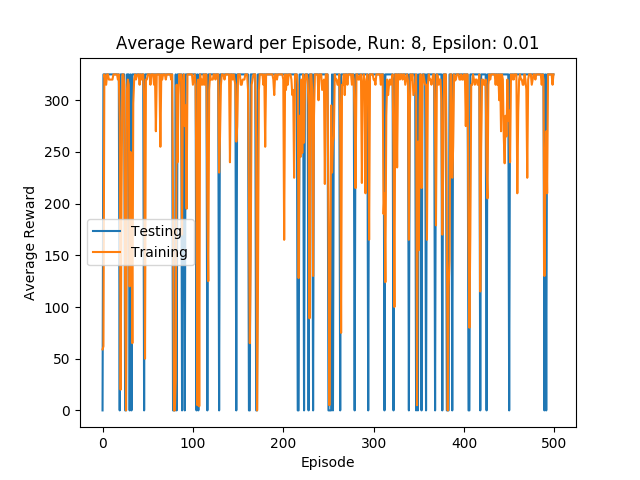 Average Reward per Episode, Run: 8, Epsilon: 0.01
Average Reward
300
250
200
150
100
50
0
Testing
Training
0 100 200 300 400 500
Episode